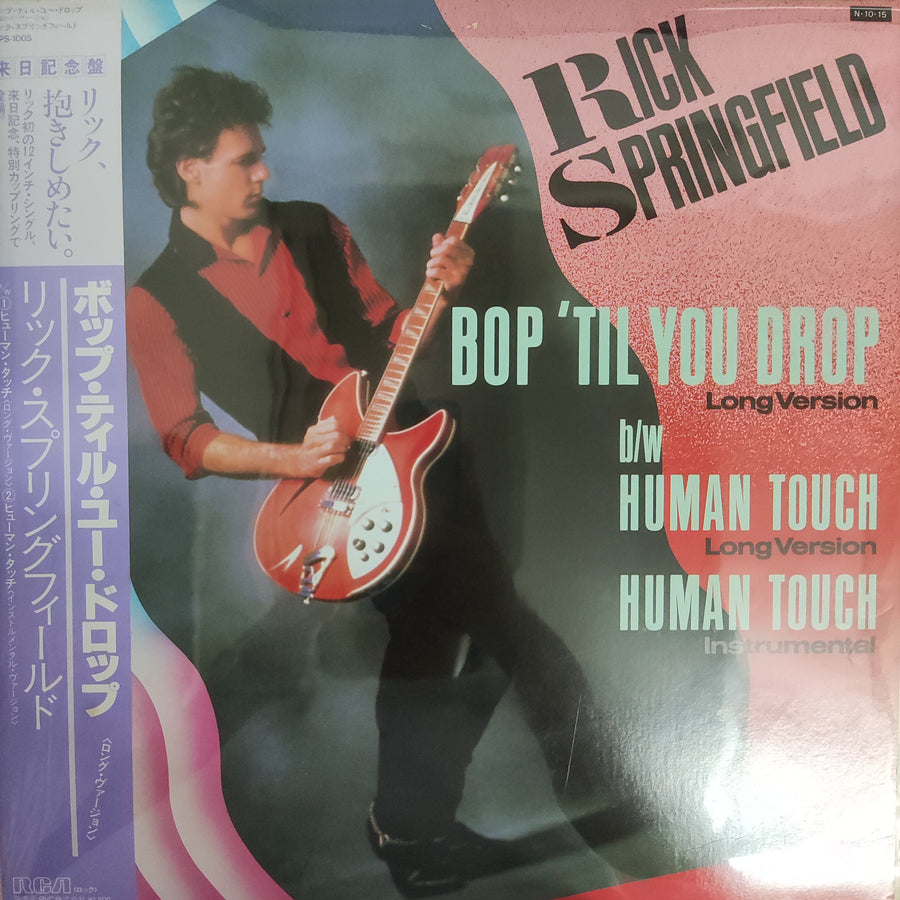 N·10-15
RICK
SPRINGFIELD
BOP 'TIL YOU DROP
Long Version
b/w
HUMAN TOUCH
Long Version
HUMAN TOUCH
Instrumental
PS-1005
来日記念盤
リック、
抱きしめたい。
リック初の12インチ・シングル、
来日記念、特別カップリングで
ボップ・ティル・ユー・ドロップ
〈ロング・ヴァージョン〉
リック・スプリングフィールド
①ヒューマン・タッチ〈ロング・ヴァージョン〉②ヒューマン・タッチ〈インストルメンタル・ヴァージョン〉
RCA (ロック)